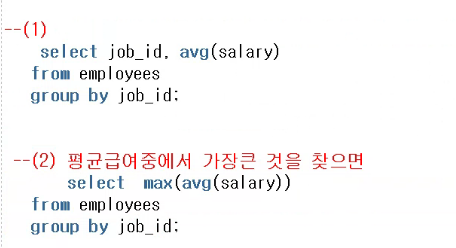 --(1)
select job_id, avg(salary)
from employees
group by job_id;
--(2) 평균급여중에서 가장큰 것을 찾으면
select max(avg(salary))
from employees
group by job_id;